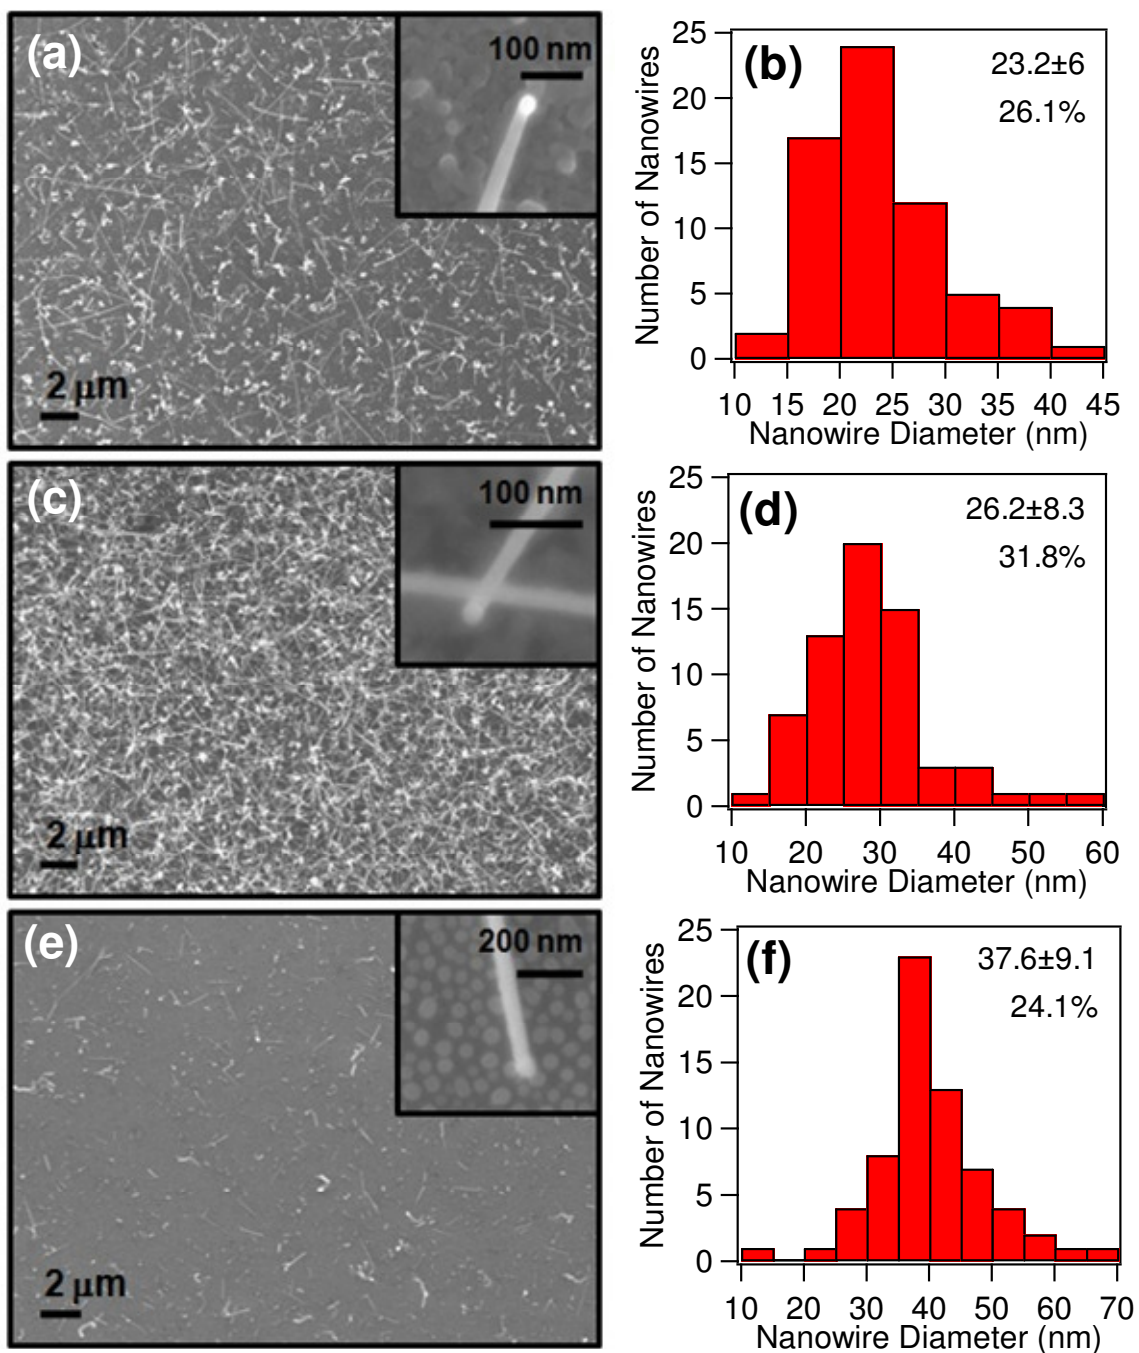 (a)
100 nm
2 μm
(b)
23.2±6
26.1%
Number of Nanowires
25
20
15
10
5
0
10 15 20 25 30 35 40 45
Nanowire Diameter (nm)
(c)
100 nm
2 μm
(d)
26.2±8.3
31.8%
Number of Nanowires
25
20
15
10
5
0
10 20 30 40 50 60
Nanowire Diameter (nm)
(e)
200 nm
2 μm
(f)
37.6±9.1
24.1%
Number of Nanowires
25
20
15
10
5
0
10 20 30 40 50 60 70
Nanowire Diameter (nm)